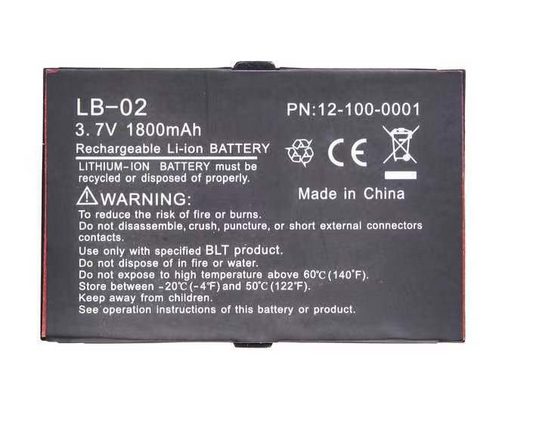 LB-02
PN:12-100-0001
3.7V 1800mAh
Rechargeable Li-ion BATTERY
LITHIUM-ION BATTERY must be
recycled or disposed of properly.
CE
Made in China
WARNING:
To reduce the risk of fire or burns.
Do not disassemble, crush, puncture, or short external connectors
contacts.
Use only with specified BLT product.
Do not dispose of in fire or water.
Do not expose to high temperature above 60℃(140°F).
Store between -20℃(-4°F) and 50℃(122°F).
Keep away from children.
See operation instructions of this battery or product.